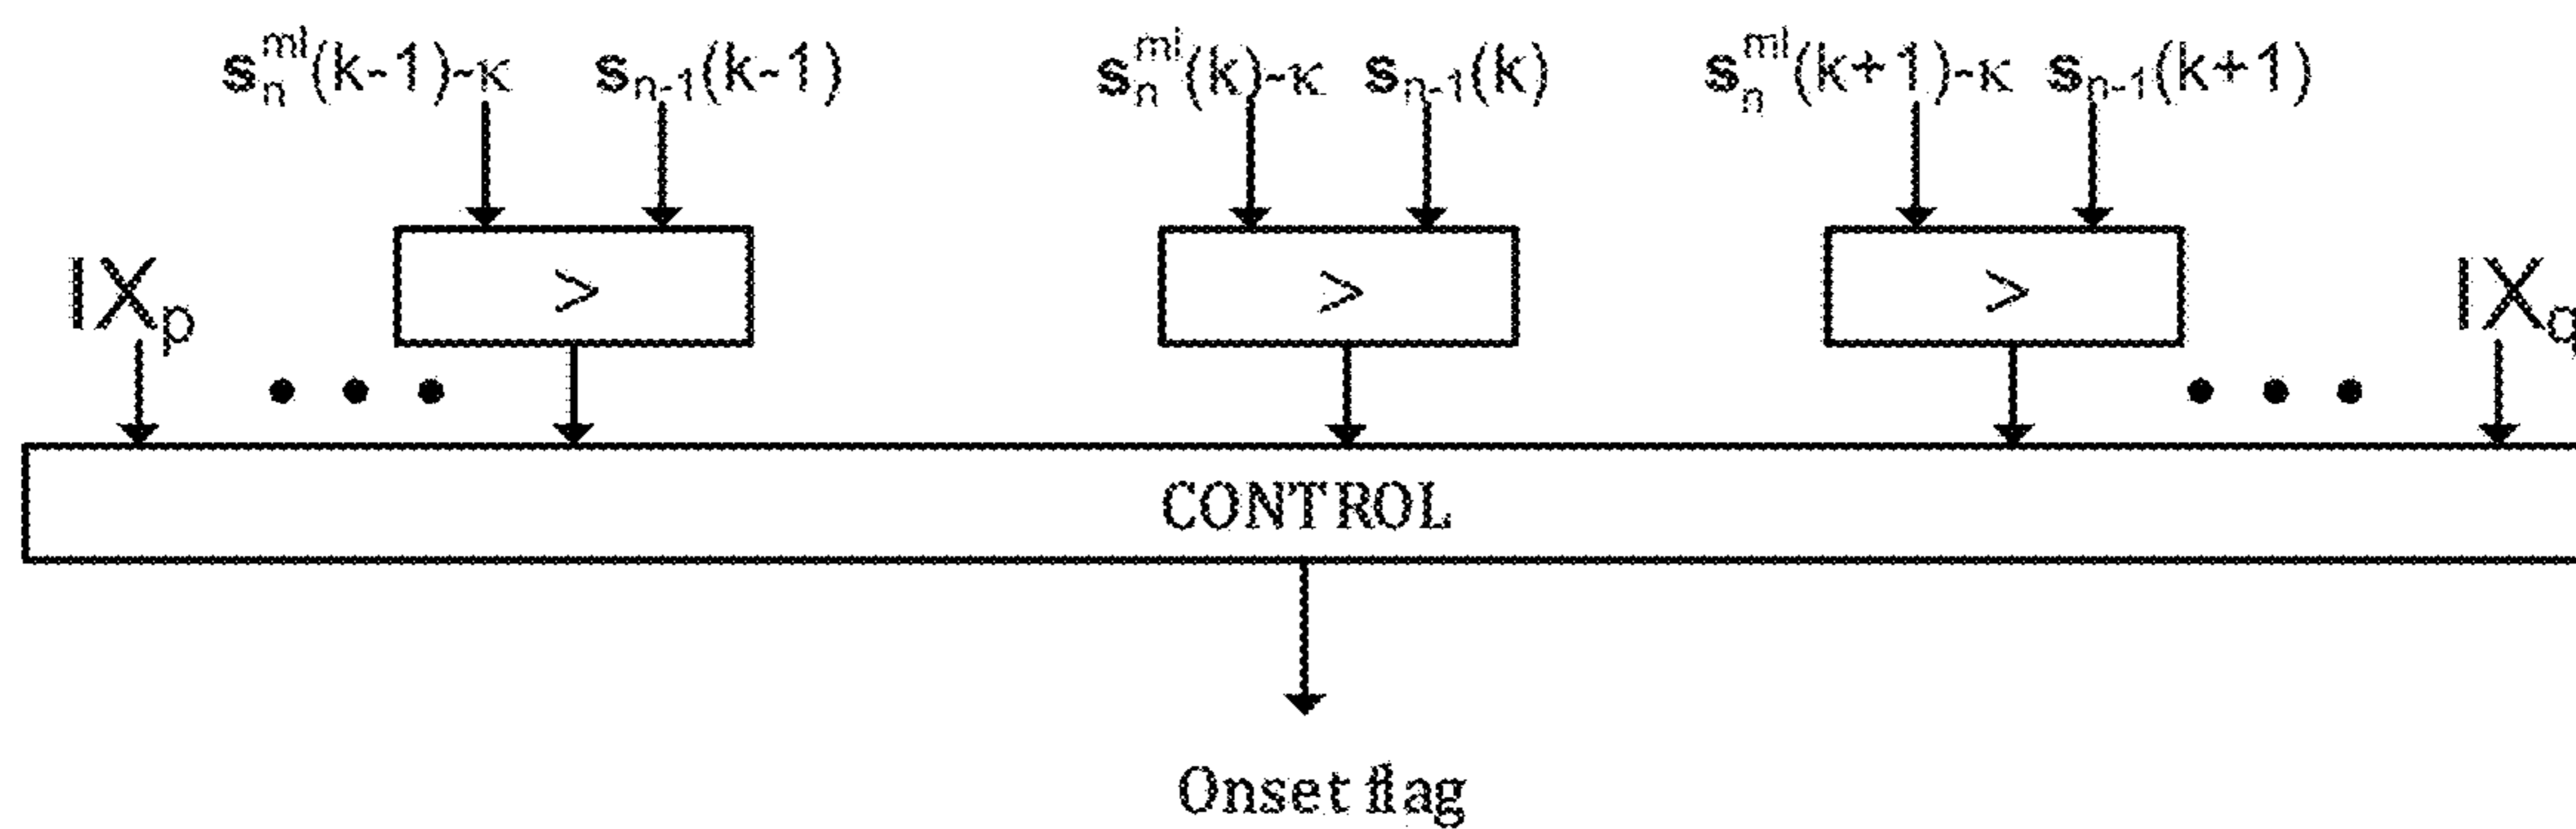 s_n^ml(k-1)-κ s_n-1(k-1) s_n^ml(k)-κ s_n-1(k) s_n^ml(k+1)-κ s_n-1(k+1)
IX_p > > > IX_q
CONTROL
Onset flag